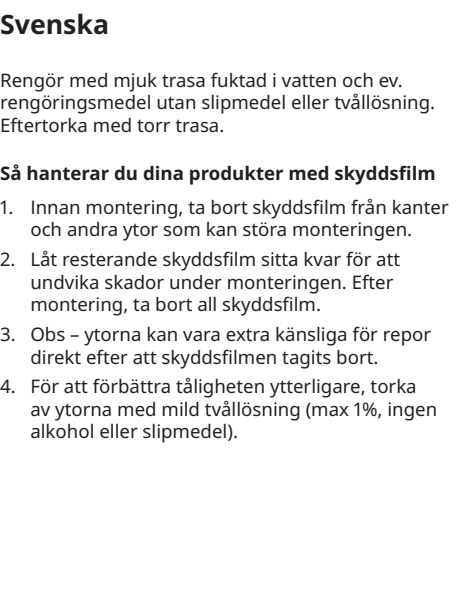 Svenska
Rengör med mjuk trasa fuktad i vatten och ev.
rengöringsmedel utan slipmedel eller tvållösning.
Eftertorka med torr trasa.
Så hanterar du dina produkter med skyddsfilm
1. Innan montering, ta bort skyddsfilm från kanter
och andra ytor som kan störa monteringen.
2. Låt resterande skyddsfilm sitta kvar för att
undvika skador under monteringen. Efter
montering, ta bort all skyddsfilm.
3. Obs – ytorna kan vara extra känsliga för repor
direkt efter att skyddsfilmen tagits bort.
4. För att förbättra tåligheten ytterligare, torka
av ytorna med mild tvållösning (max 1%, ingen
alkohol eller slipmedel).